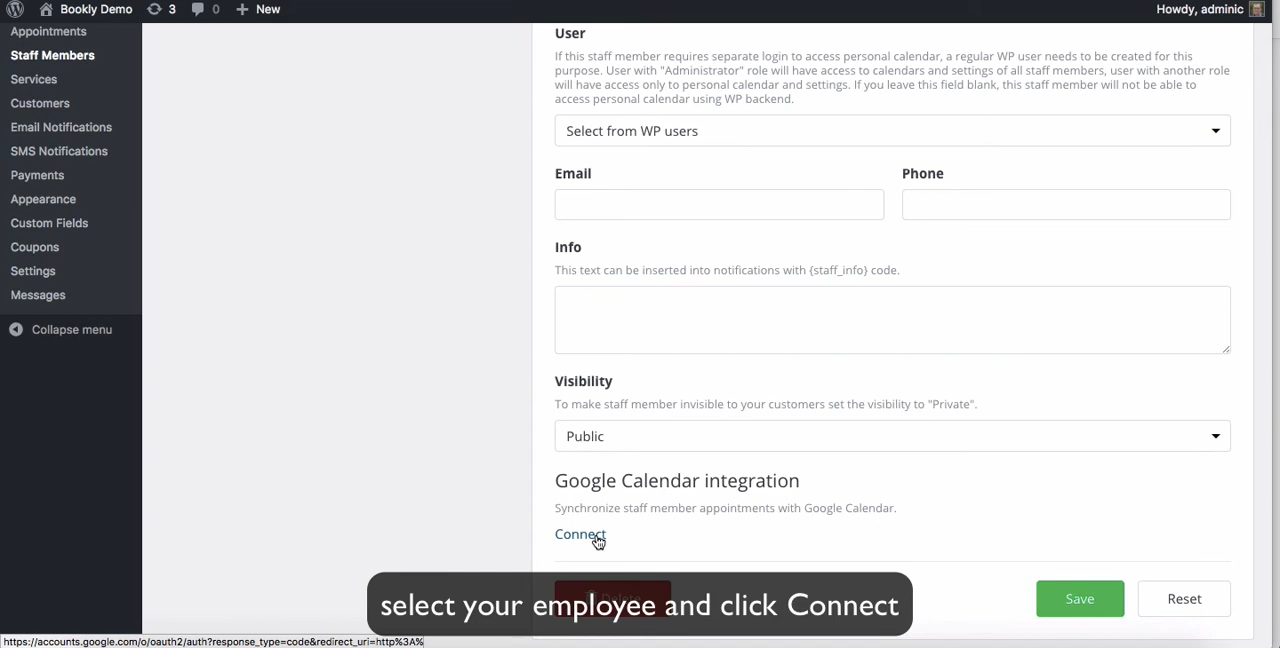 Bookly Demo 3 0 New Howdy, adminic
Appointments
Staff Members
Services
Customers
Email Notifications
SMS Notifications
Payments
Appearance
Custom Fields
Coupons
Settings
Messages
Collapse menu
User
If this staff member requires separate login to access personal calendar, a regular WP user needs to be created for this
purpose. User with "Administrator" role will have access to calendars and settings of all staff members, user with another role
will have access only to personal calendar and settings. If you leave this field blank, this staff member will not be able to
access personal calendar using WP backend.
Select from WP users
Email Phone
Info
This text can be inserted into notifications with {staff_info} code.
Visibility
To make staff member invisible to your customers set the visibility to "Private".
Public
Google Calendar integration
Synchronize staff member appointments with Google Calendar.
Connect
Delete Save Reset
select your employee and click Connect
https://accounts.google.com/o/oauth2/auth?response_type=code&redirect_uri=http%3A%